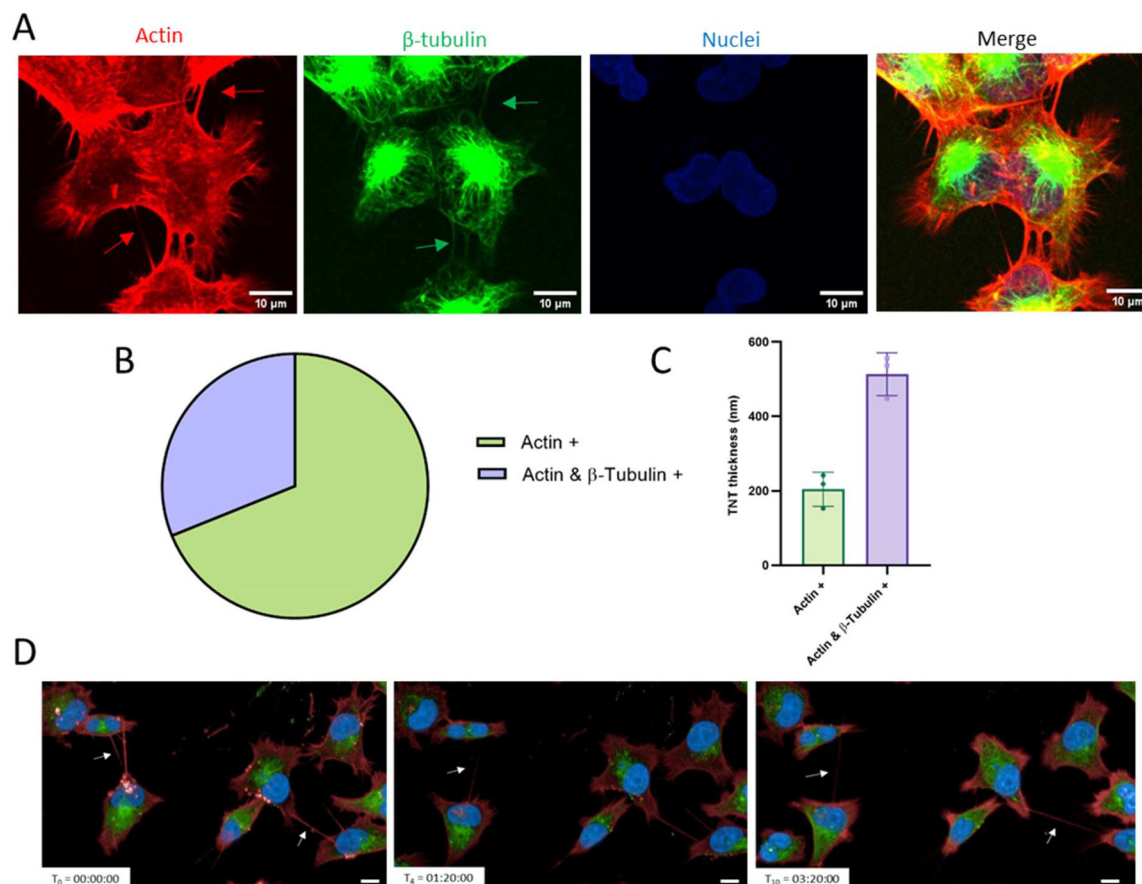 A
Actin
β-tubulin
Nuclei
Merge
10 µm
10 µm
10 µm
10 µm
B
Actin +
Actin & β-Tubulin +
C
600
400
200
0
TNT thickness (nm)
Actin +
Actin & β-Tubulin +
D
T0 = 00:00:00
T4 = 01:20:00
T10 = 03:20:00